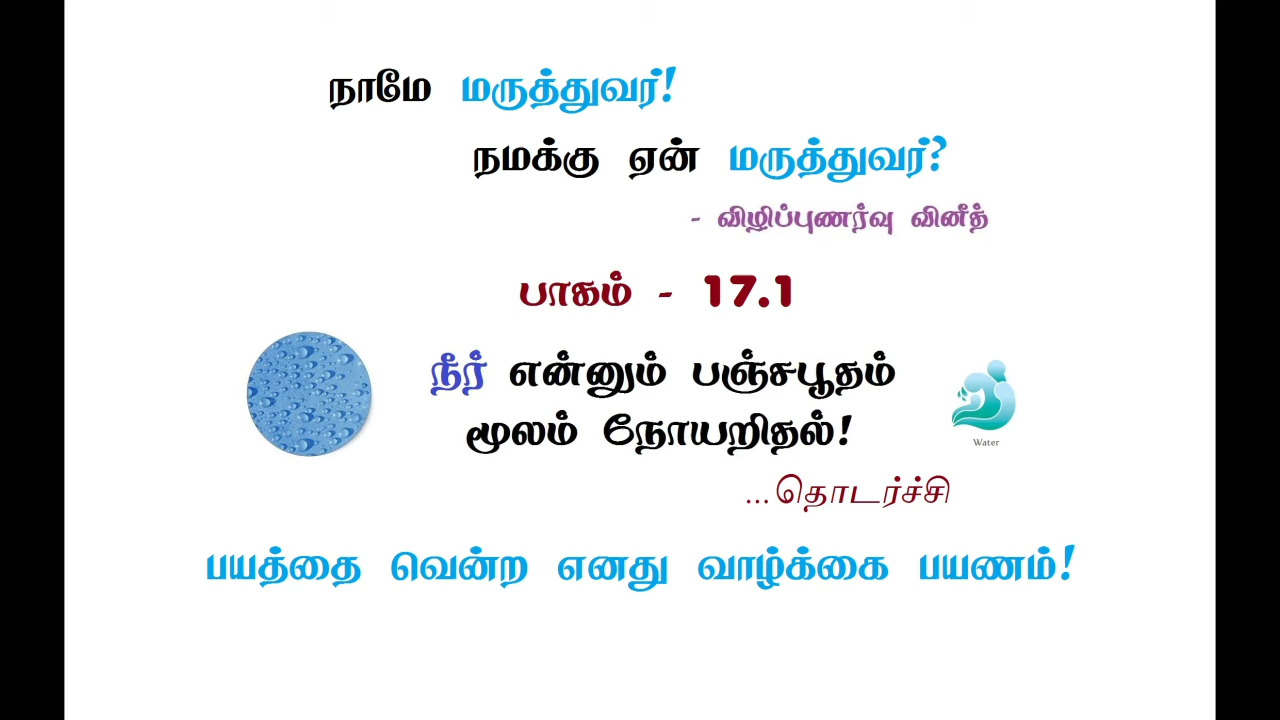 நாமே மருத்துவர்!
நமக்கு ஏன் மருத்துவர்?
- விழிப்புணர்வு வினீத்
பாகம் - 17.1
நீர் என்னும் பஞ்சபூதம்
மூலம் நோயறிதல்!
Water
...தொடர்ச்சி
பயத்தை வென்ற எனது வாழ்க்கை பயணம்!